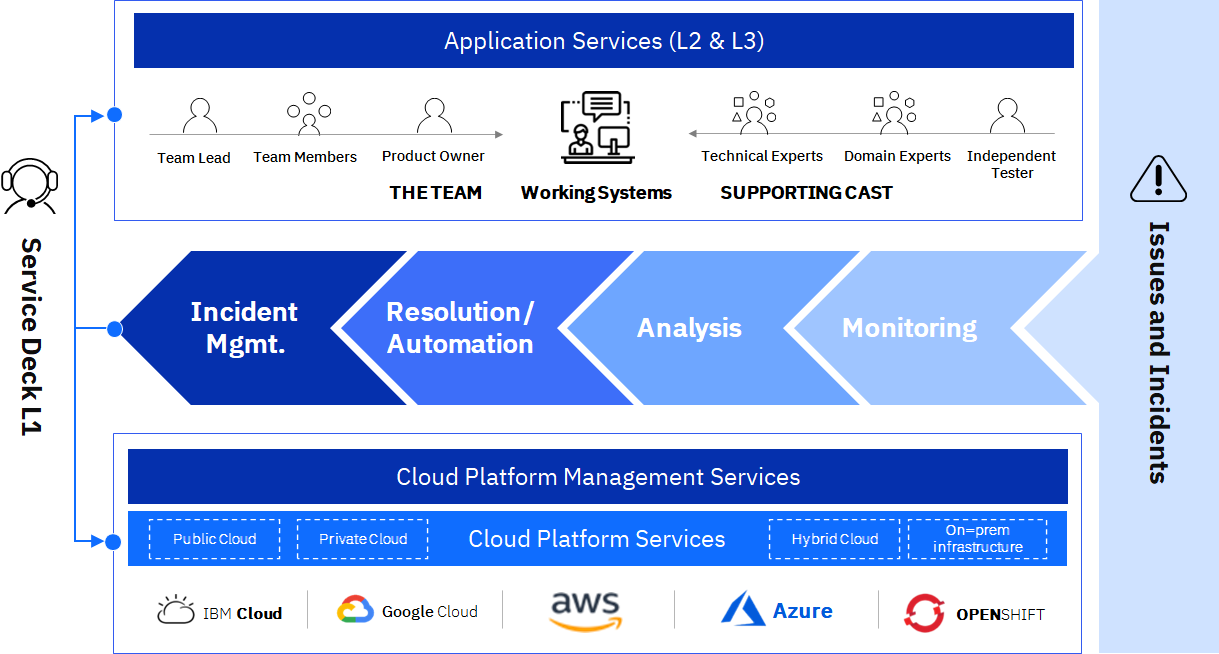 Application Services (L2 & L3)
Team Lead
Team Members
Product Owner
Technical Experts
Domain Experts
Independent
Tester
THE TEAM
Working Systems
SUPPORTING CAST
Service Deck L1
Incident
Mgmt.
Resolution/
Automation
Analysis
Monitoring
Issues and Incidents
Cloud Platform Management Services
Public Cloud
Private Cloud
Cloud Platform Services
Hybrid Cloud
On=prem
infrastructure
IBM Cloud
Google Cloud
aws
Azure
OPENSHIFT